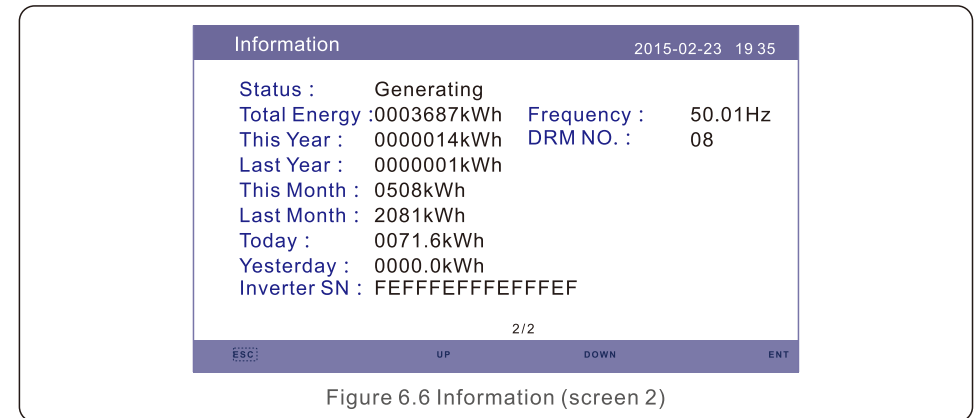 Information 2015-02-23 19 35
Status : Generating
Total Energy :0003687kWh Frequency : 50.01Hz
This Year : 0000014kWh DRM NO. : 08
Last Year : 0000001kWh
This Month : 0508kWh
Last Month : 2081kWh
Today : 0071.6kWh
Yesterday : 0000.0kWh
Inverter SN : FEFFFEFFFEFFFEF
2/2
ESC UP DOWN ENT
Figure 6.6 Information (screen 2)